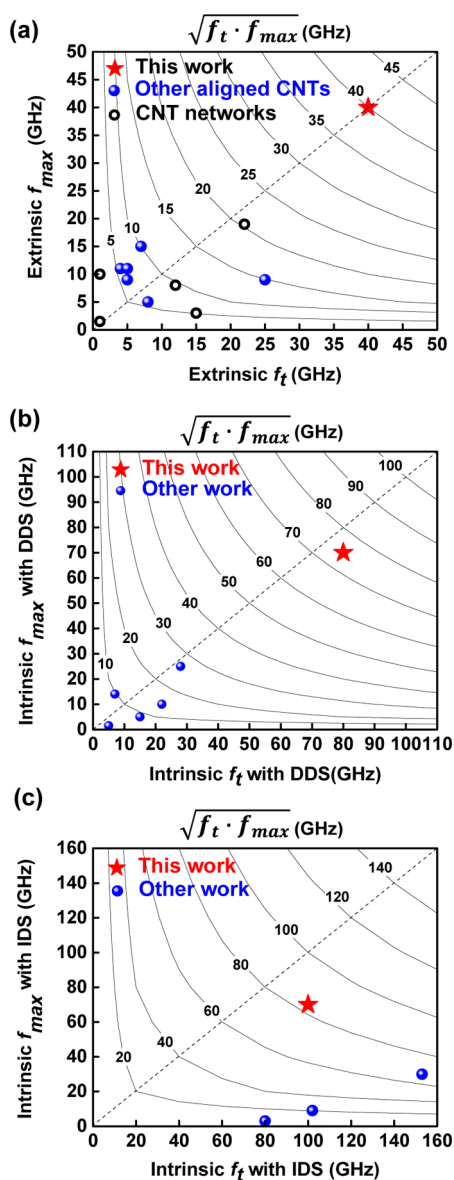 (a)
√f_t · f_max (GHz)
Extrinsic f_max (GHz)
50
45
40
35
30
25
20
15
10
5
0
This work
Other aligned CNTs
CNT networks
45
40
35
30
25
20
15
10
5
0 5 10 15 20 25 30 35 40 45 50
Extrinsic f_t (GHz)
(b)
√f_t · f_max (GHz)
Intrinsic f_max with DDS (GHz)
110
100
90
80
70
60
50
40
30
20
10
0
This work
Other work
100
90
80
70
60
50
40
30
20
10
0 10 20 30 40 50 60 70 80 90 100110
Intrinsic f_t with DDS(GHz)
(c)
√f_t · f_max (GHz)
Intrinsic f_max with IDS (GHz)
160
140
120
100
80
60
40
20
0
This work
Other work
140
120
100
80
60
40
20
0 20 40 60 80 100 120 140 160
Intrinsic f_t with IDS (GHz)